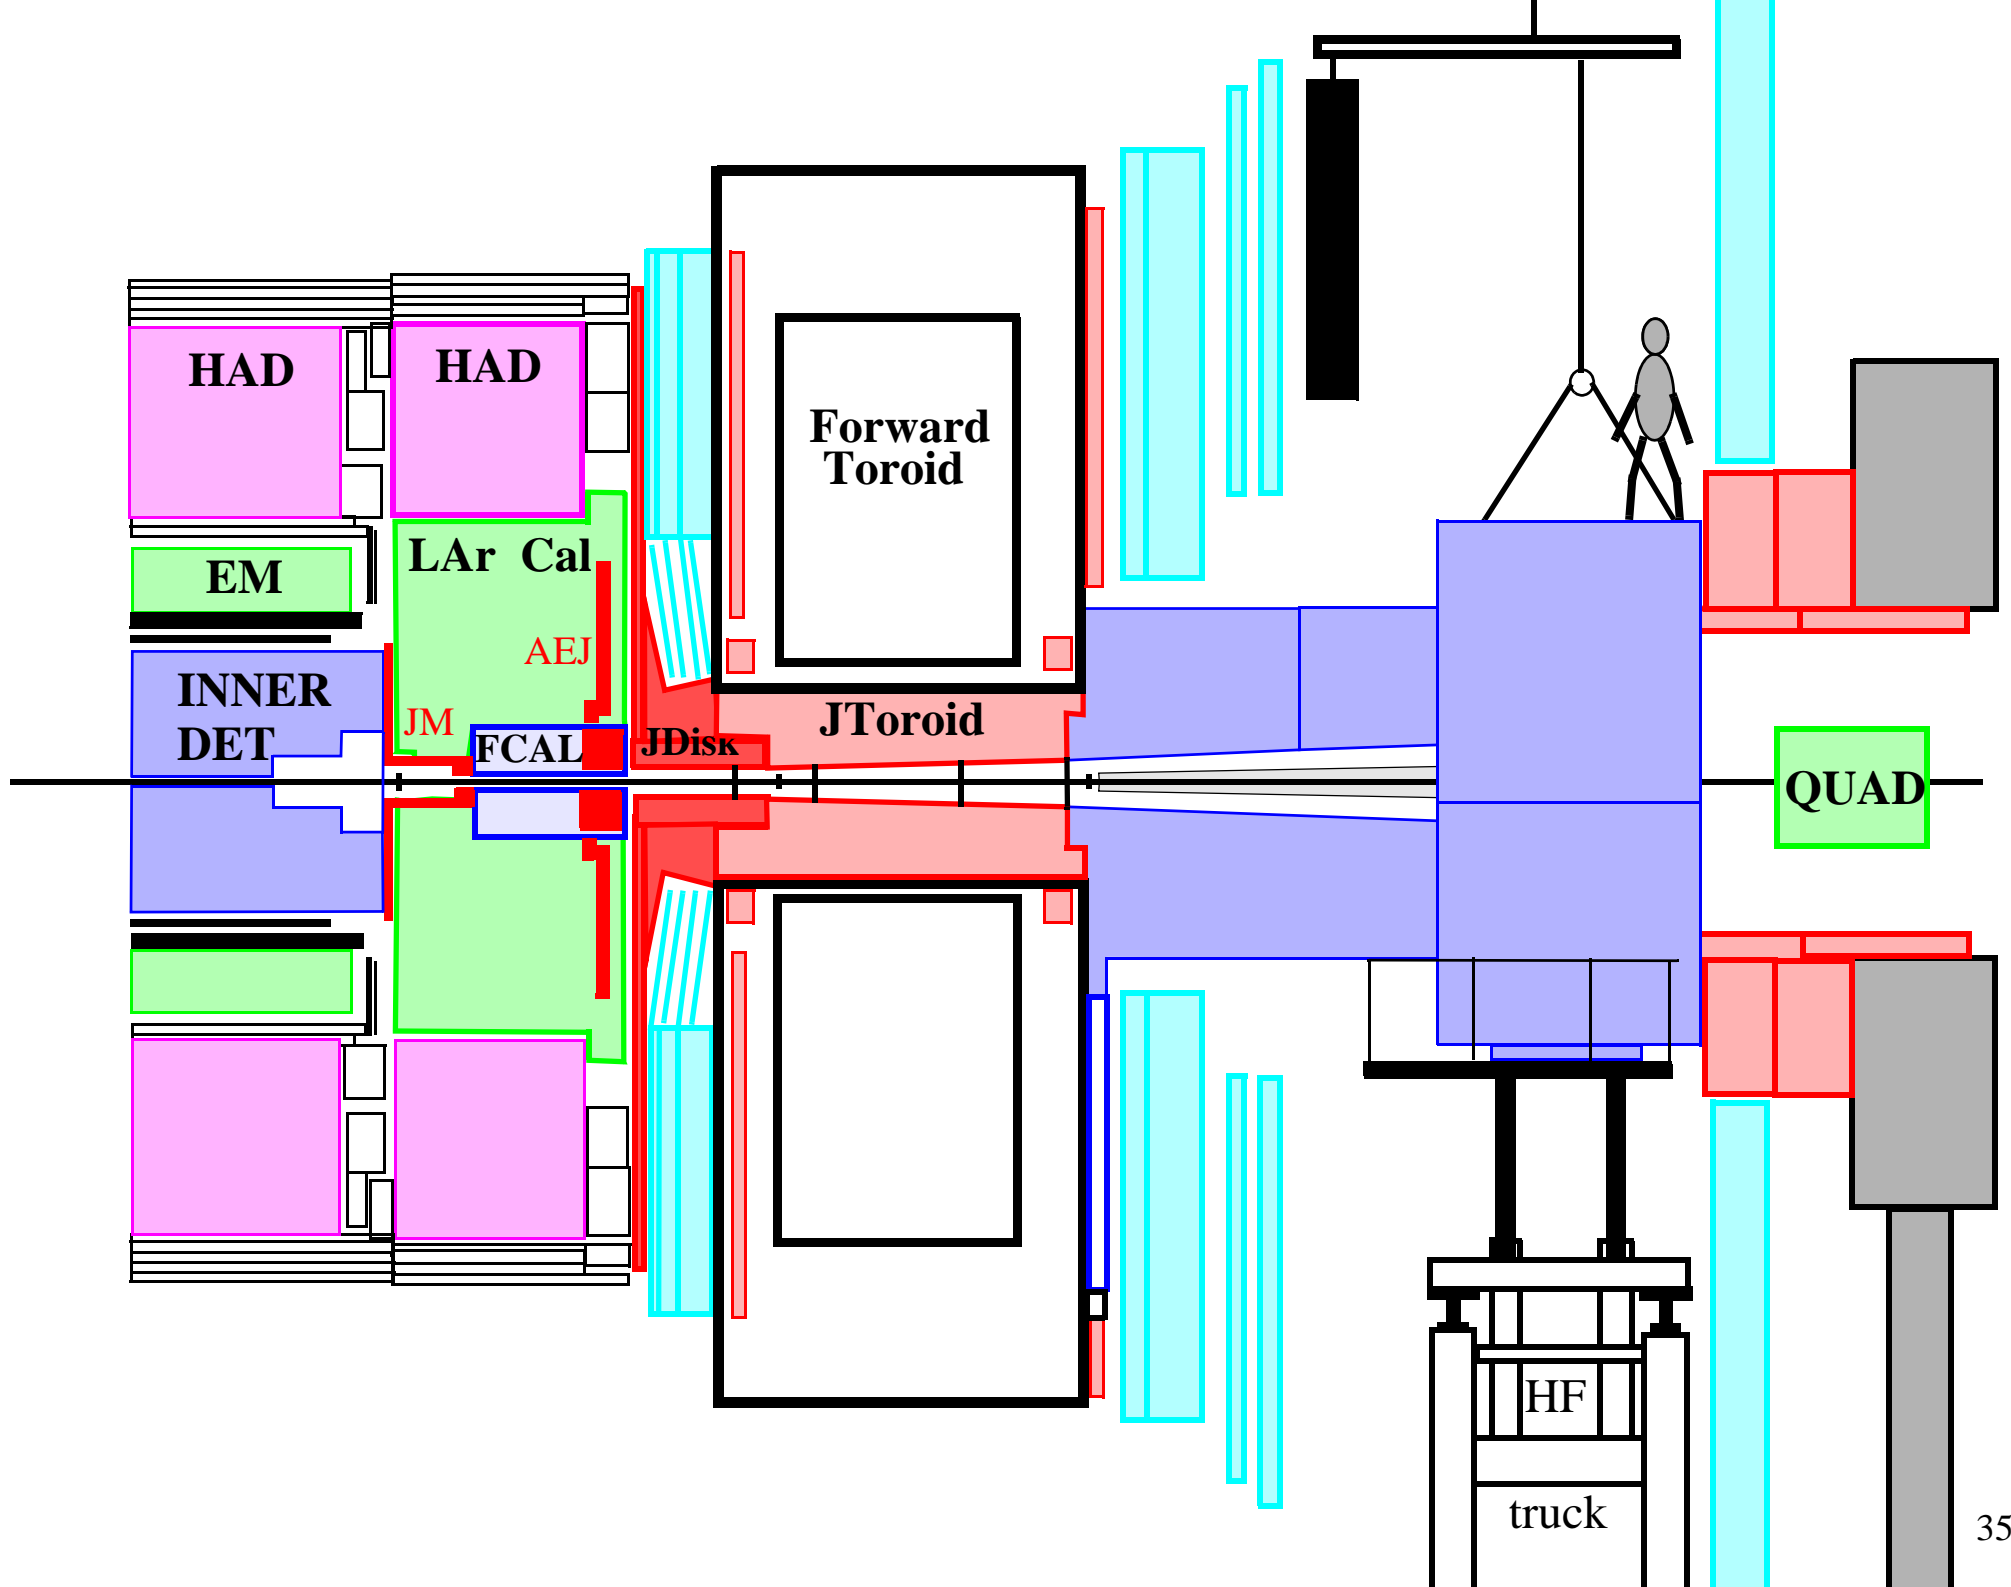 HAD
HAD
Forward
Toroid
LAr Cal
EM
AEJ
INNER
DET
JM
FCAL
JDisk
JToroid
QUAD
HF
truck
35